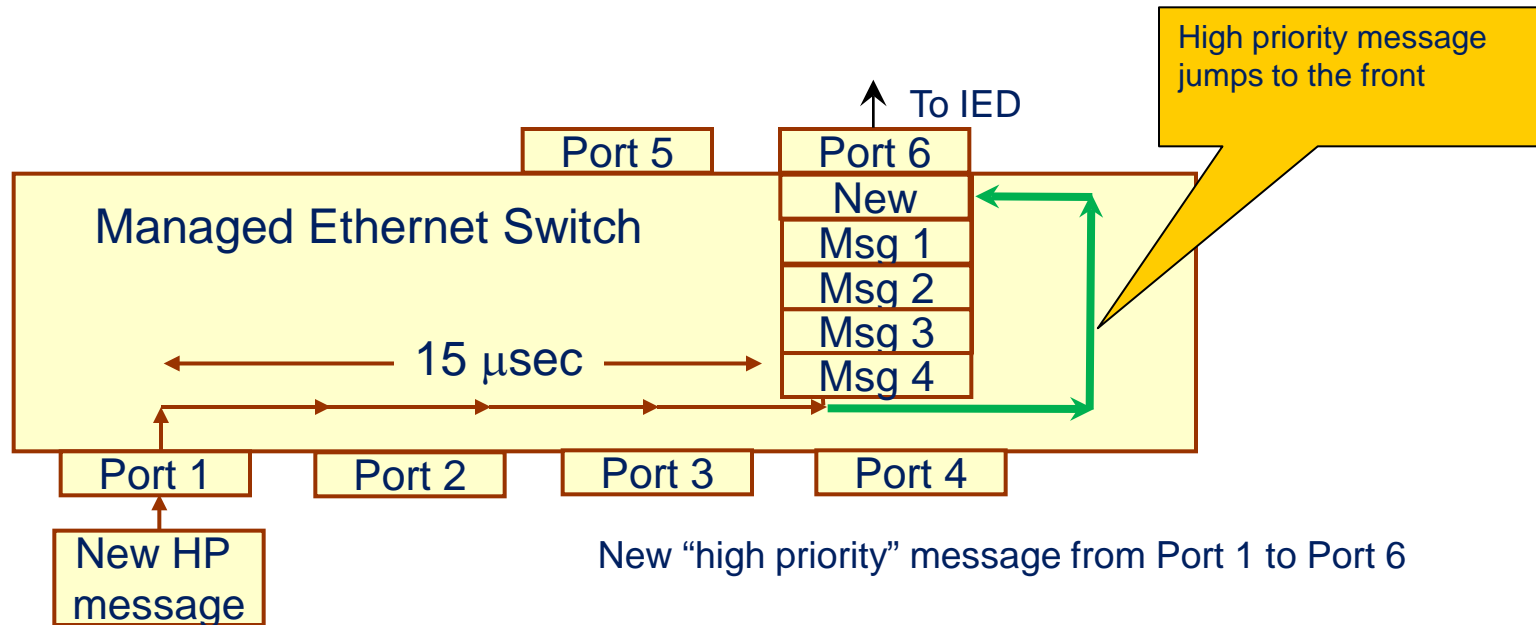 High priority message
jumps to the front
To IED
Port 5
Port 6
New
Managed Ethernet Switch
Msg 1
Msg 2
Msg 3
15 μsec
Msg 4
Port 1
Port 2
Port 3
Port 4
New HP
message
New “high priority” message from Port 1 to Port 6